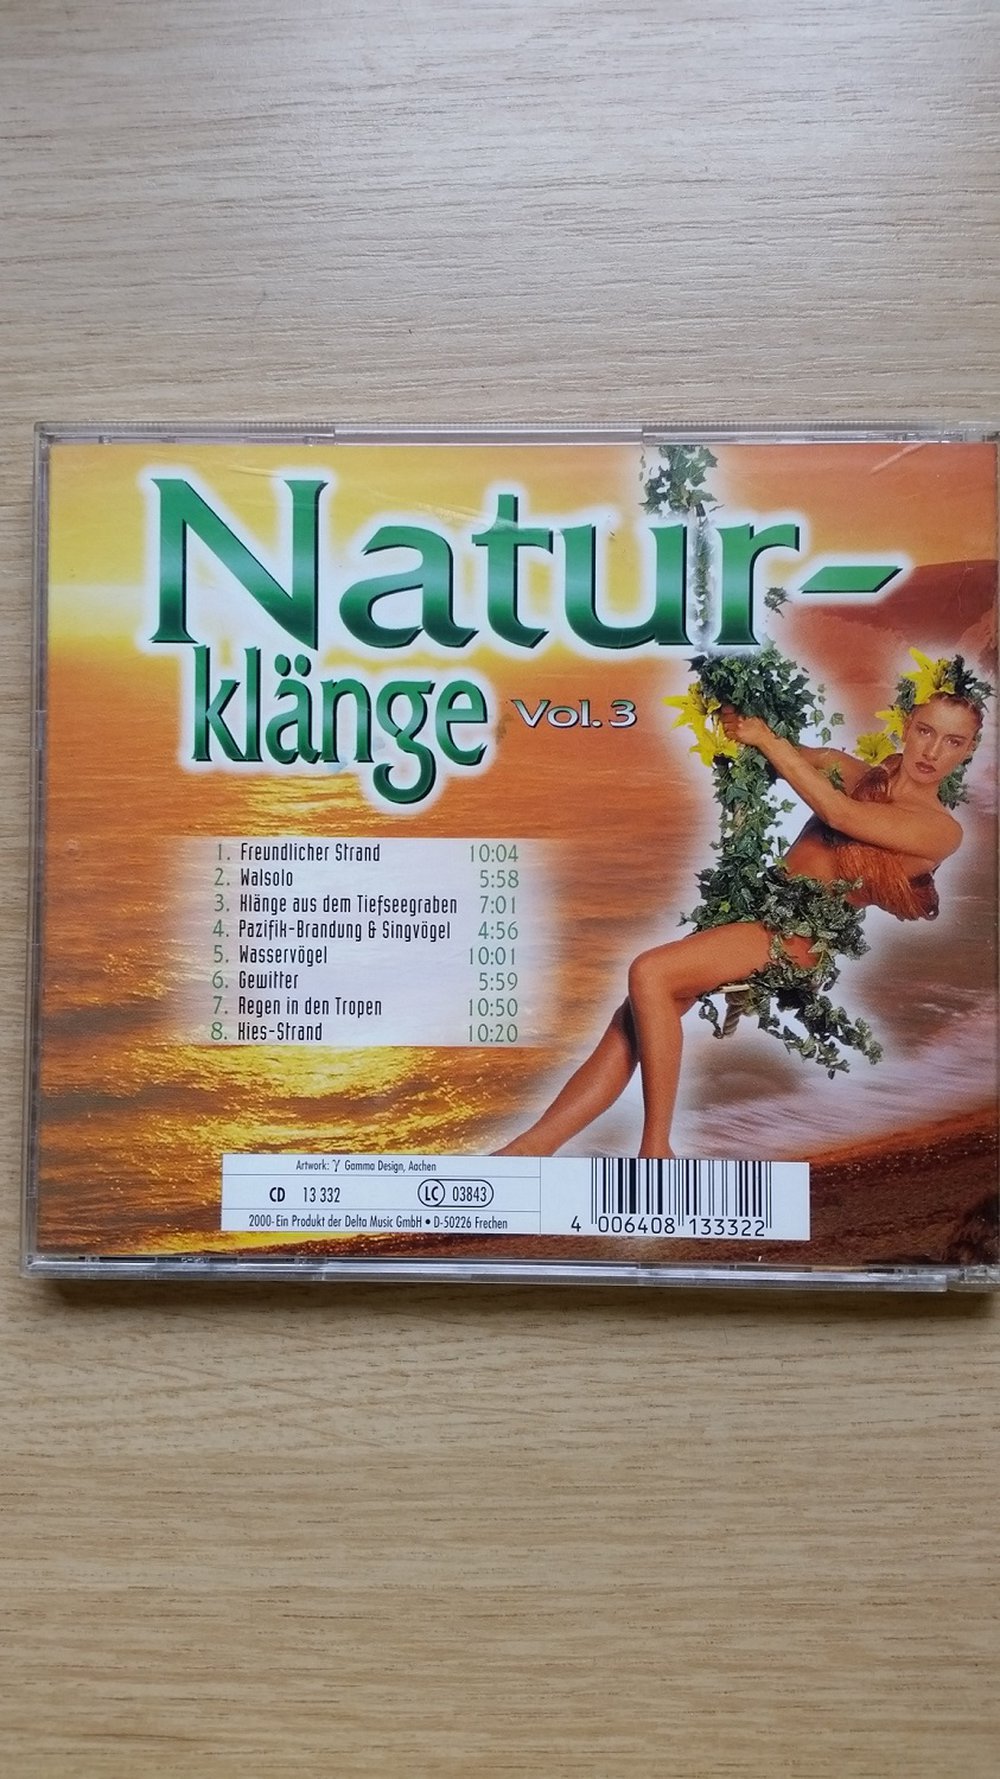 Natur-
klänge Vol. 3
1. Freundlicher Strand 10:04
2. Walsolo 5:58
3. Klänge aus dem Tiefseegraben 7:01
4. Pazifik-Brandung & Singvögel 4:56
5. Wasservögel 10:01
6. Gewitter 5:59
7. Regen in den Tropen 10:50
8. Kies-Strand 10:20
Artwork: γ Gamma Design, Aachen
CD 13 332 LC 03843
2000- Ein Produkt der Delta Music GmbH • D-50226 Frechen
4 006408 133322